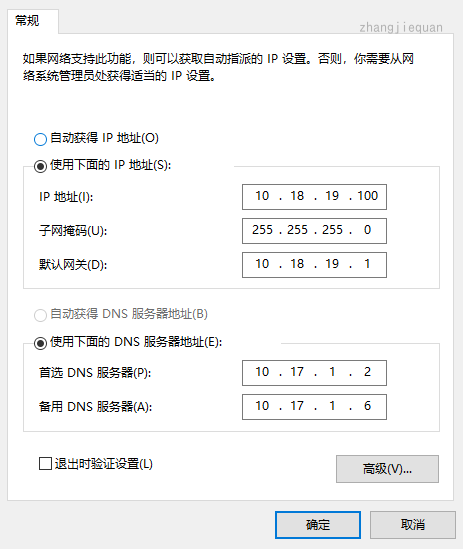 常规
zhangjiequan
如果网络支持此功能，则可以获取自动指派的 IP 设置。否则，你需要从网
络系统管理员处获得适当的 IP 设置。
自动获得 IP 地址(O)
使用下面的 IP 地址(S):
IP 地址(I): 10 . 18 . 19 . 100
子网掩码(U): 255 . 255 . 255 . 0
默认网关(D): 10 . 18 . 19 . 1
自动获得 DNS 服务器地址(B)
使用下面的 DNS 服务器地址(E):
首选 DNS 服务器(P): 10 . 17 . 1 . 2
备用 DNS 服务器(A): 10 . 17 . 1 . 6
退出时验证设置(L)
高级(V)...
确定 取消